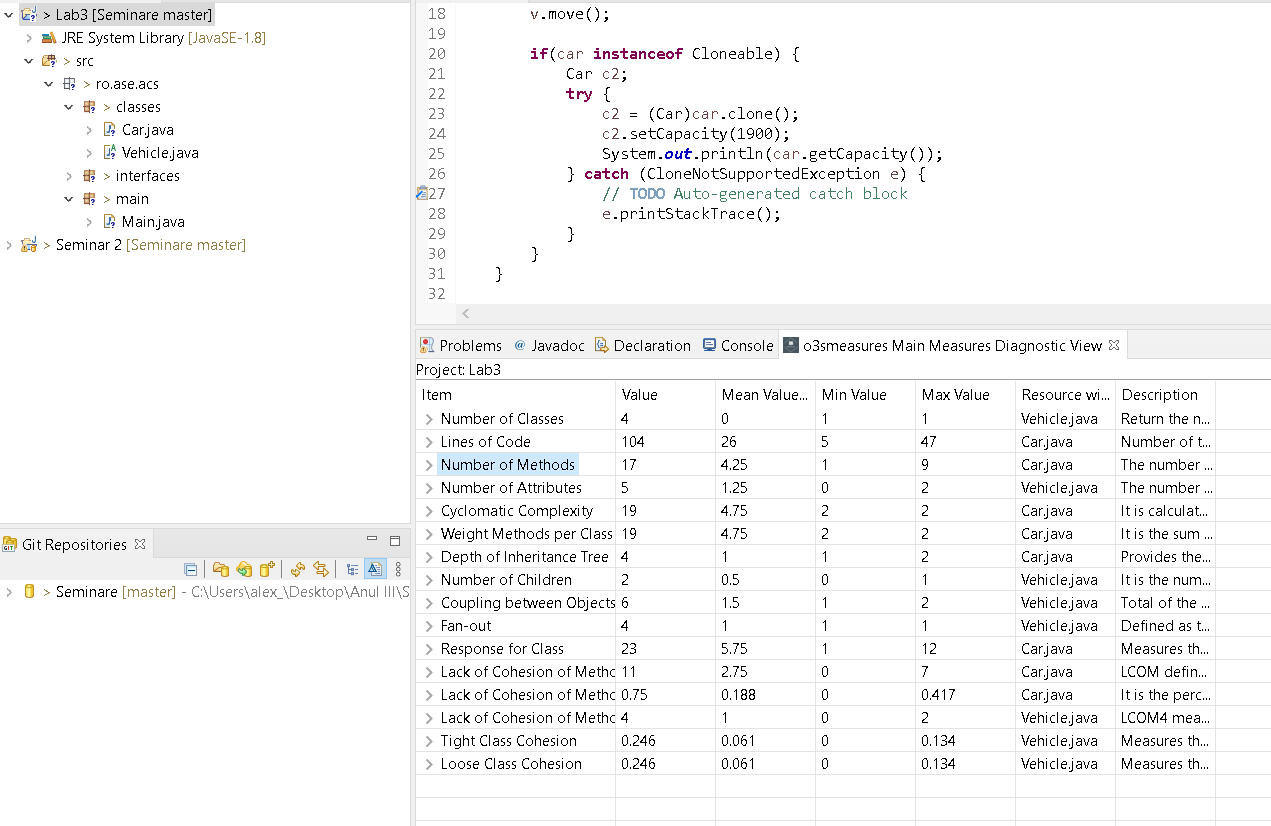 > Lab3 [Seminare master]
> JRE System Library [JavaSE-1.8]
> src
> ro.ase.acs
> classes
Car.java
Vehicle.java
> interfaces
> main
Main.java
> Seminar 2 [Seminare master]
Git Repositories
> Seminare [master] - C:\Users\alex_\Desktop\Anul III\S
18 v.move();
19
20 if(car instanceof Cloneable) {
21 Car c2;
22 try {
23 c2 = (Car)car.clone();
24 c2.setCapacity(1900);
25 System.out.println(car.getCapacity());
26 } catch (CloneNotSupportedException e) {
27 // TODO Auto-generated catch block
28 e.printStackTrace();
29 }
30 }
31 }
32
Problems @ Javadoc Declaration Console o3smeasures Main Measures Diagnostic View
Project: Lab3
Item Value Mean Value... Min Value Max Value Resource wi... Description
Number of Classes 4 0 1 1 Vehicle.java Return the n...
Lines of Code 104 26 5 47 Car.java Number of t...
Number of Methods 17 4.25 1 9 Car.java The number ...
Number of Attributes 5 1.25 0 2 Vehicle.java The number ...
Cyclomatic Complexity 19 4.75 2 2 Car.java It is calculat...
Weight Methods per Class 19 4.75 2 2 Car.java It is the sum ...
Depth of Inheritance Tree 4 1 1 2 Car.java Provides the...
Number of Children 2 0.5 0 1 Vehicle.java It is the num...
Coupling between Objects 6 1.5 1 2 Vehicle.java Total of the ...
Fan-out 4 1 1 1 Vehicle.java Defined as t...
Response for Class 23 5.75 1 12 Car.java Measures th...
Lack of Cohesion of Metho 11 2.75 0 7 Car.java LCOM defin...
Lack of Cohesion of Metho 0.75 0.188 0 0.417 Car.java It is the perc...
Lack of Cohesion of Metho 4 1 0 2 Vehicle.java LCOM4 mea...
Tight Class Cohesion 0.246 0.061 0 0.134 Vehicle.java Measures th...
Loose Class Cohesion 0.246 0.061 0 0.134 Vehicle.java Measures th...